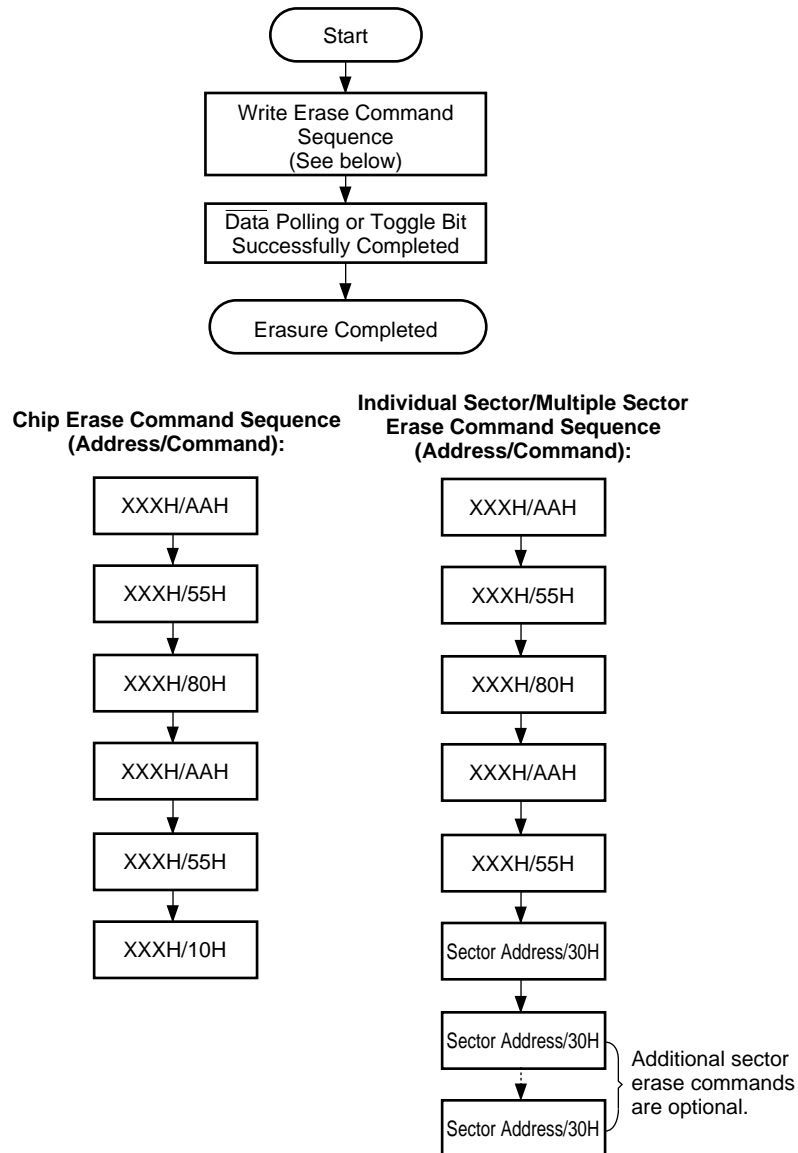 Start
Write Erase Command
Sequence
(See below)
Data Polling or Toggle Bit
Successfully Completed
Erasure Completed
Chip Erase Command Sequence
(Address/Command):
XXXH/AAH
XXXH/55H
XXXH/80H
XXXH/AAH
XXXH/55H
XXXH/10H
Individual Sector/Multiple Sector
Erase Command Sequence
(Address/Command):
XXXH/AAH
XXXH/55H
XXXH/80H
XXXH/AAH
XXXH/55H
Sector Address/30H
Sector Address/30H
Sector Address/30H
Additional sector
erase commands
are optional.